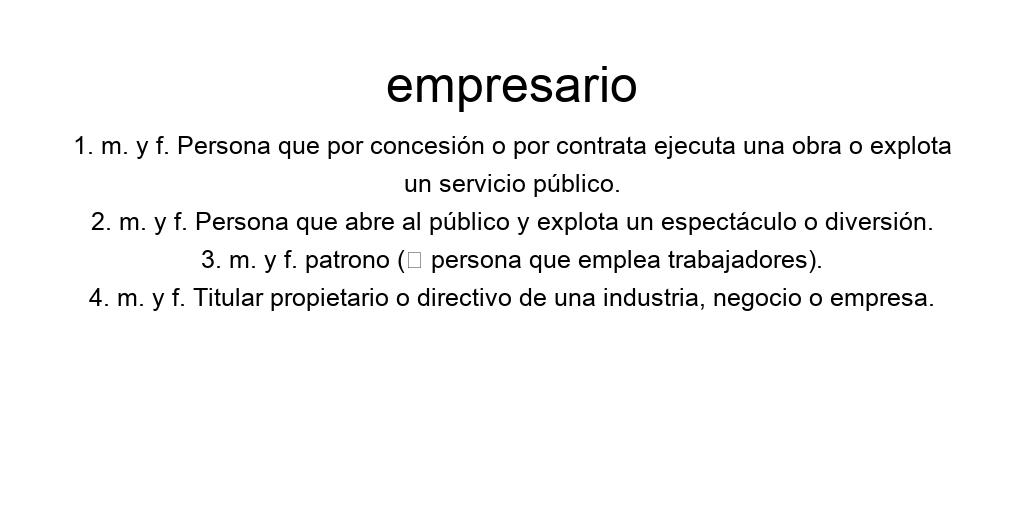 empresario
1. m. y f. Persona que por concesión o por contrata ejecuta una obra o explota
un servicio público.
2. m. y f. Persona que abre al público y explota un espectáculo o diversión.
3. m. y f. patrono (□ persona que emplea trabajadores).
4. m. y f. Titular propietario o directivo de una industria, negocio o empresa.